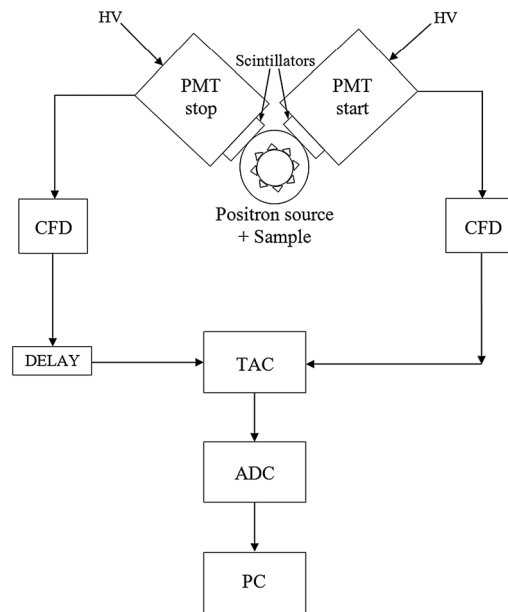 HV
HV
Scintillators
PMT
stop
PMT
start
Positron source
+ Sample
CFD
CFD
DELAY
TAC
ADC
PC